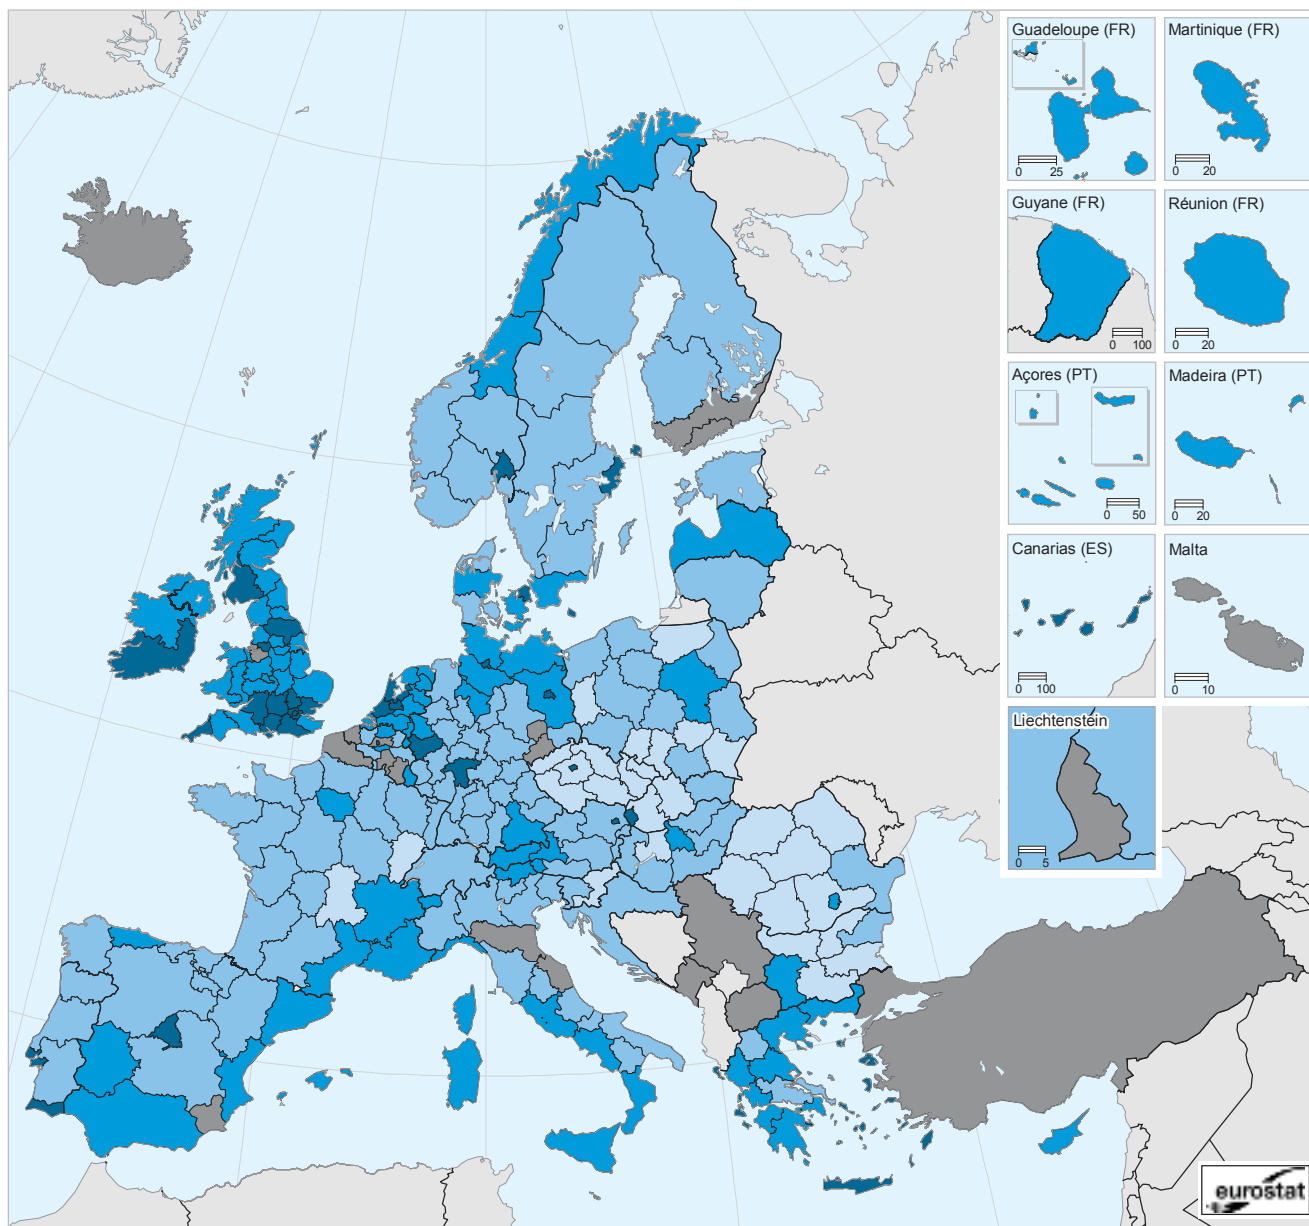 Guadeloupe (FR)
0 25
Martinique (FR)
0 20
Guyane (FR)
0 100
Réunion (FR)
0 20
Açores (PT)
0 50
Madeira (PT)
0 20
Canarias (ES)
0 100
Malta
0 10
Liechtenstein
0 5
eurostat